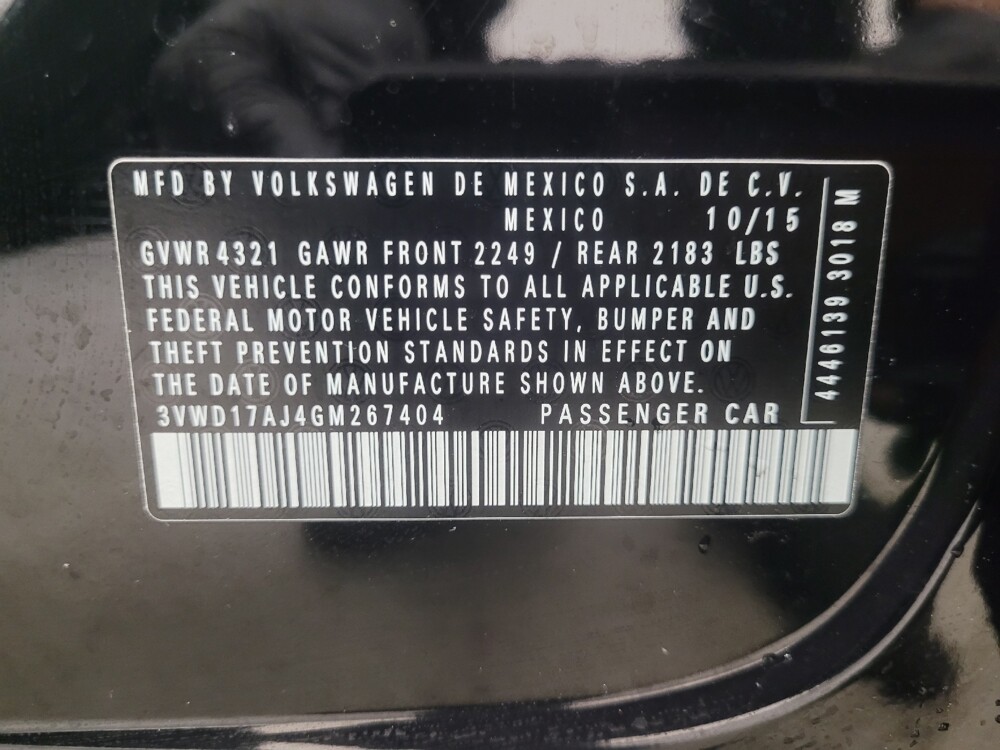 MFD BY VOLKSWAGEN DE MEXICO S.A. DE C.V.
MEXICO 10/15
GVWR 4321 GAWR FRONT 2249 / REAR 2183 LBS
THIS VEHICLE CONFORMS TO ALL APPLICABLE U.S.
FEDERAL MOTOR VEHICLE SAFETY, BUMPER AND
THEFT PREVENTION STANDARDS IN EFFECT ON
THE DATE OF MANUFACTURE SHOWN ABOVE.
3VWD17AJ4GM267404 PASSENGER CAR
4446139 3018 M